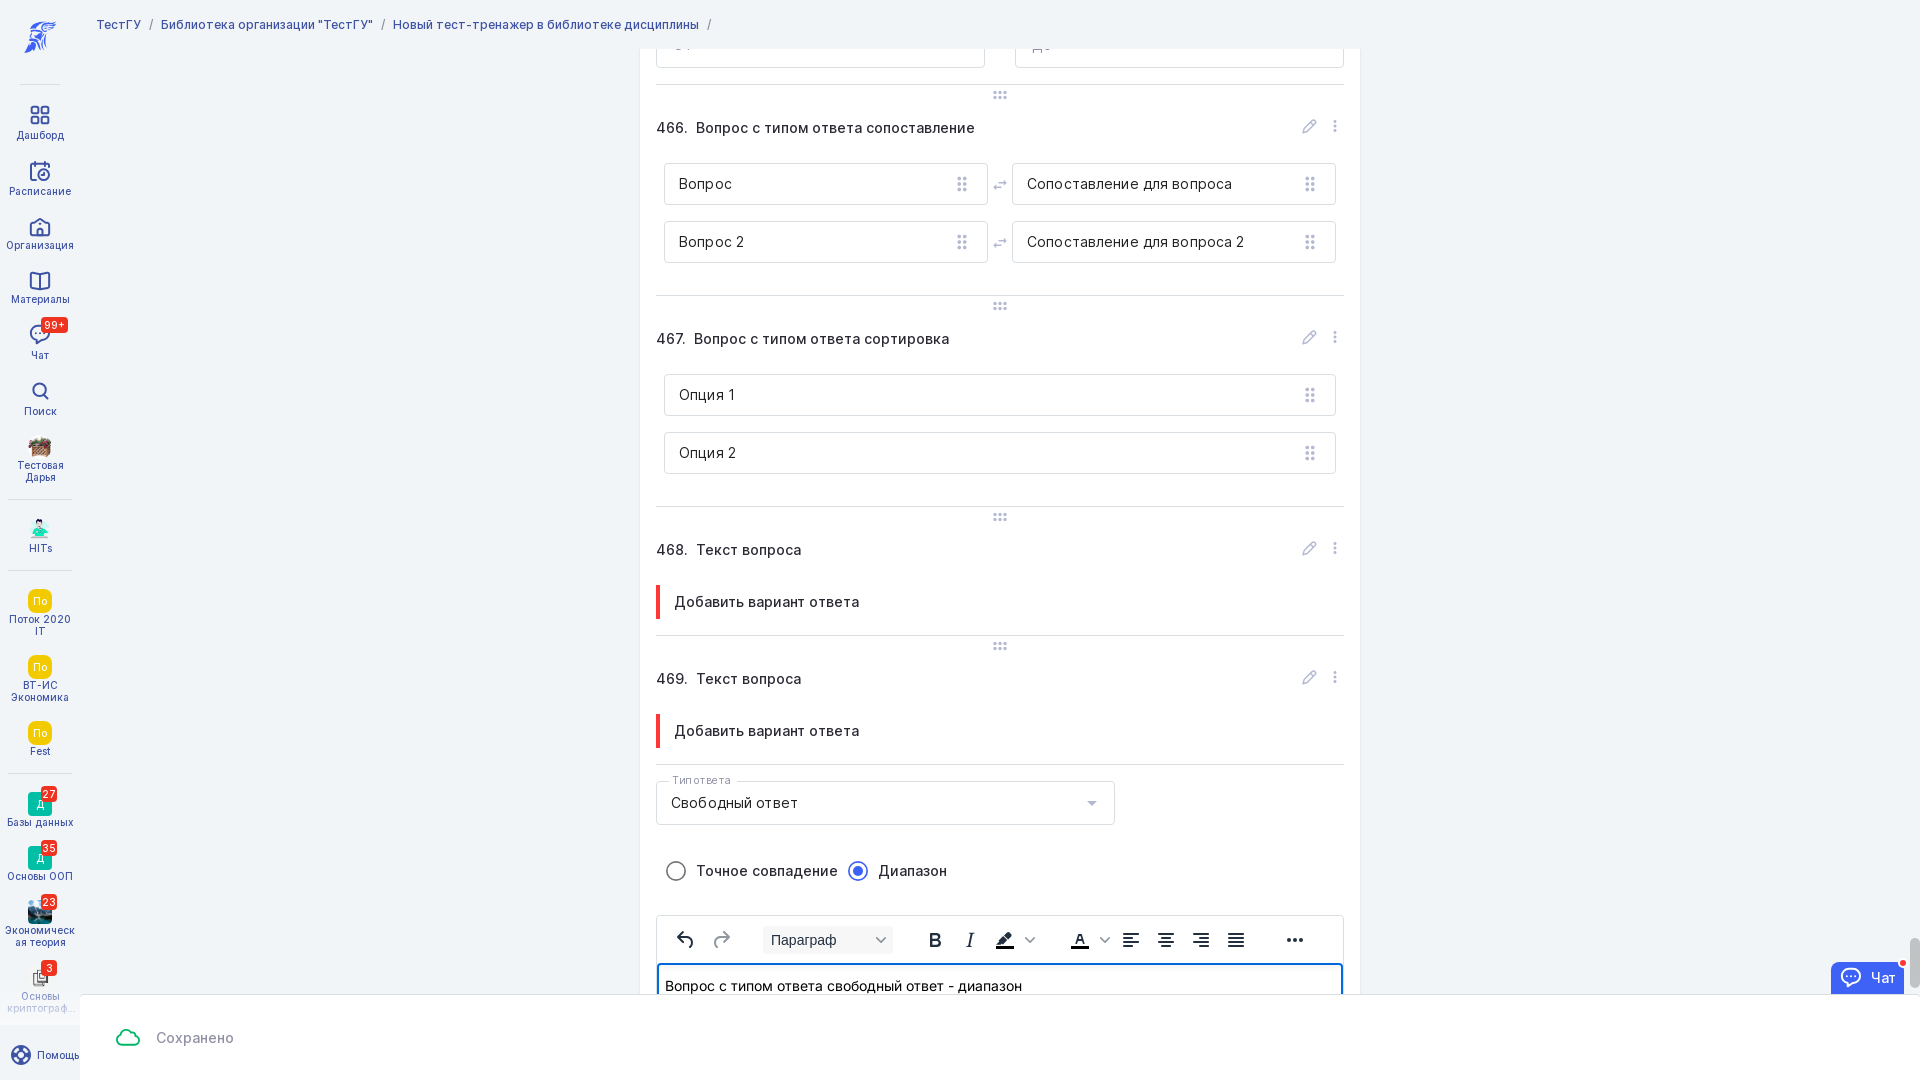 ТестГУ / Библиотека организации "ТестГУ" / Новый тест-тренажер в библиотеке дисциплины /
Дашборд
Расписание
Организация
Материалы
99+
Чат
Поиск
Тестовая
Дарья
HITs
По
Поток 2020
IT
По
ВТ-ИС
Экономика
По
Fest
27
Д
Базы данных
35
Д
Основы ООП
23
Экономическ
ая теория
3
Основы
криптограф...
Помощь
466. Вопрос с типом ответа сопоставление
Вопрос
Сопоставление для вопроса
Вопрос 2
Сопоставление для вопроса 2
467. Вопрос с типом ответа сортировка
Опция 1
Опция 2
468. Текст вопроса
Добавить вариант ответа
469. Текст вопроса
Добавить вариант ответа
Тип ответа
Свободный ответ
Точное совпадение
Диапазон
Параграф
B I A
Вопрос с типом ответа свободный ответ - диапазон
Чат
Сохранено